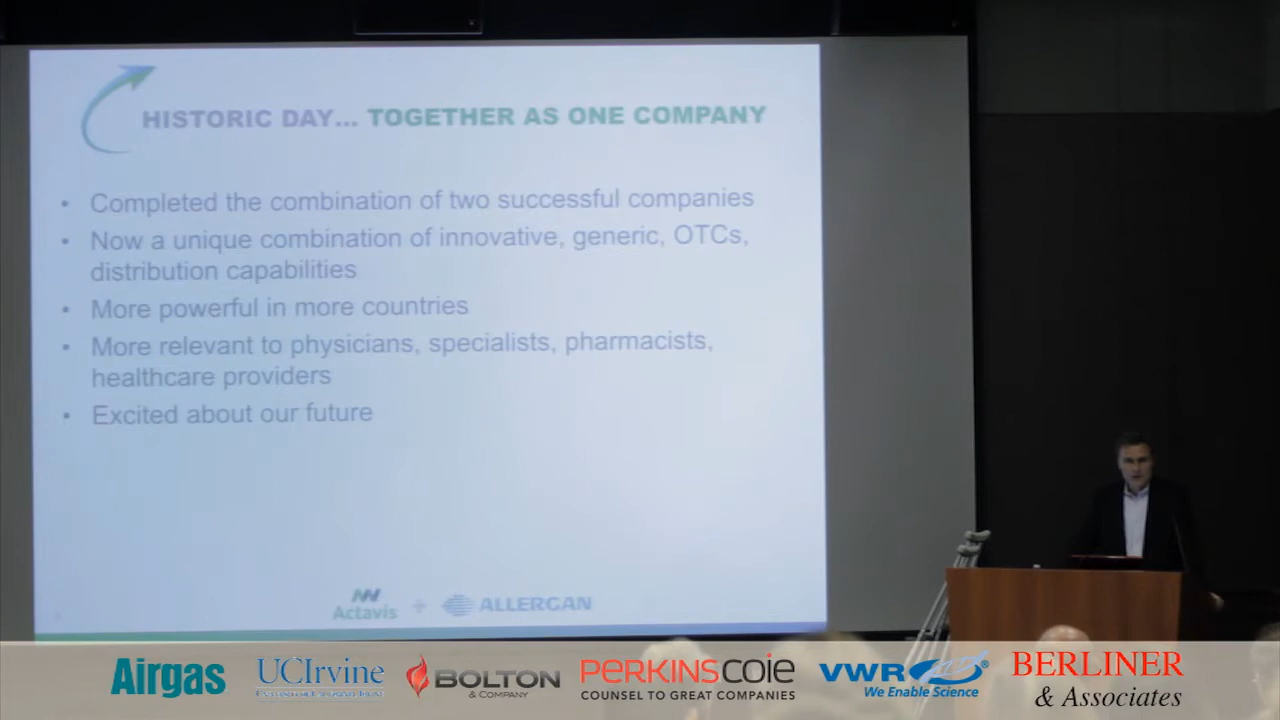 HISTORIC DAY... TOGETHER AS ONE COMPANY
• Completed the combination of two successful companies
• Now a unique combination of innovative, generic, OTCs,
distribution capabilities
• More powerful in more countries
• More relevant to physicians, specialists, pharmacists,
healthcare providers
• Excited about our future
Actavis + ALLERGAN
Airgas
UCIrvine
BOLTON
& COMPANY
PERKINSCOIE
COUNSEL TO GREAT COMPANIES
VWR
We Enable Science
BERLINER
& Associates